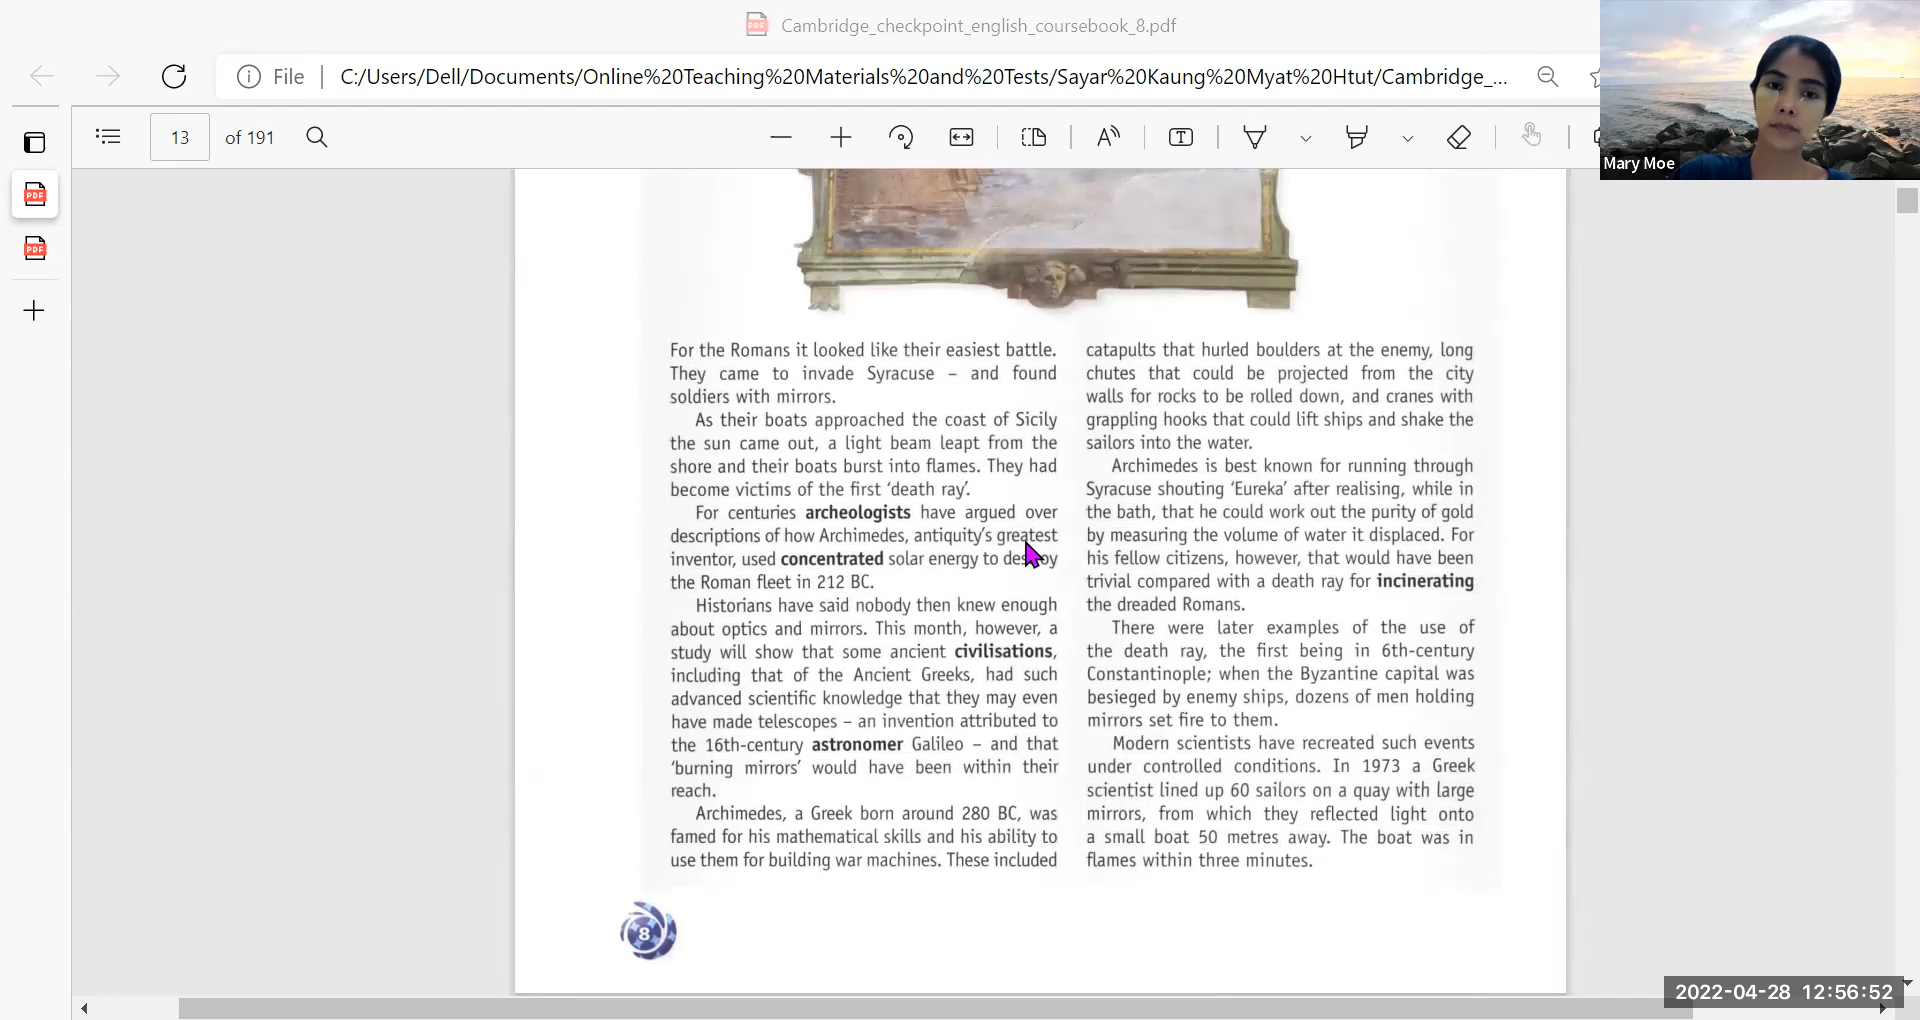 Cambridge_checkpoint_english_coursebook_8.pdf
File
C:/Users/Dell/Documents/Online%20Teaching%20Materials%20and%20Tests/Sayar%20Kaung%20Myat%20Htut/Cambridge_...
13
of 191
Mary Moe
For the Romans it looked like their easiest battle.
They came to invade Syracuse – and found
soldiers with mirrors.
As their boats approached the coast of Sicily
the sun came out, a light beam leapt from the
shore and their boats burst into flames. They had
become victims of the first ‘death ray’.
For centuries archeologists have argued over
descriptions of how Archimedes, antiquity’s greatest
inventor, used concentrated solar energy to destroy
the Roman fleet in 212 BC.
Historians have said nobody then knew enough
about optics and mirrors. This month, however, a
study will show that some ancient civilisations,
including that of the Ancient Greeks, had such
advanced scientific knowledge that they may even
have made telescopes – an invention attributed to
the 16th-century astronomer Galileo – and that
‘burning mirrors’ would have been within their
reach.
Archimedes, a Greek born around 280 BC, was
famed for his mathematical skills and his ability to
use them for building war machines. These included
catapults that hurled boulders at the enemy, long
chutes that could be projected from the city
walls for rocks to be rolled down, and cranes with
grappling hooks that could lift ships and shake the
sailors into the water.
Archimedes is best known for running through
Syracuse shouting ‘Eureka’ after realising, while in
the bath, that he could work out the purity of gold
by measuring the volume of water it displaced. For
his fellow citizens, however, that would have been
trivial compared with a death ray for incinerating
the dreaded Romans.
There were later examples of the use of
the death ray, the first being in 6th-century
Constantinople; when the Byzantine capital was
besieged by enemy ships, dozens of men holding
mirrors set fire to them.
Modern scientists have recreated such events
under controlled conditions. In 1973 a Greek
scientist lined up 60 sailors on a quay with large
mirrors, from which they reflected light onto
a small boat 50 metres away. The boat was in
flames within three minutes.
8
2022-04-28 12:56:52